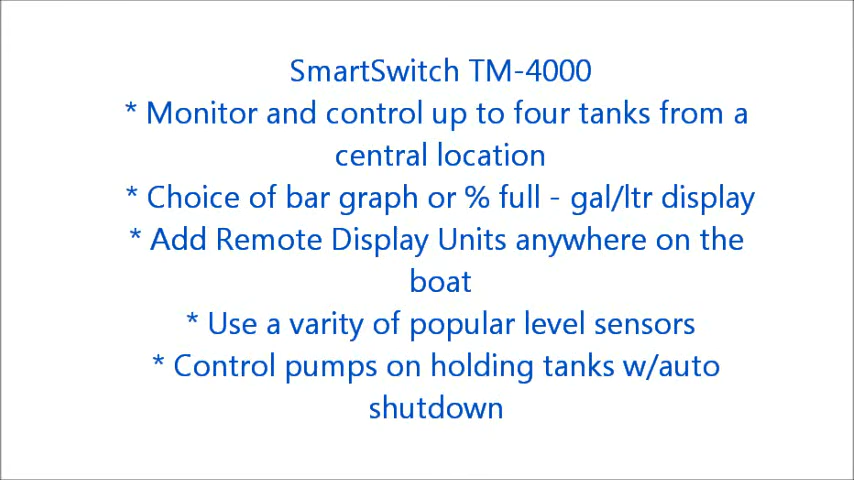 SmartSwitch TM-4000
* Monitor and control up to four tanks from a
central location
* Choice of bar graph or % full - gal/ltr display
* Add Remote Display Units anywhere on the
boat
* Use a varity of popular level sensors
* Control pumps on holding tanks w/auto
shutdown